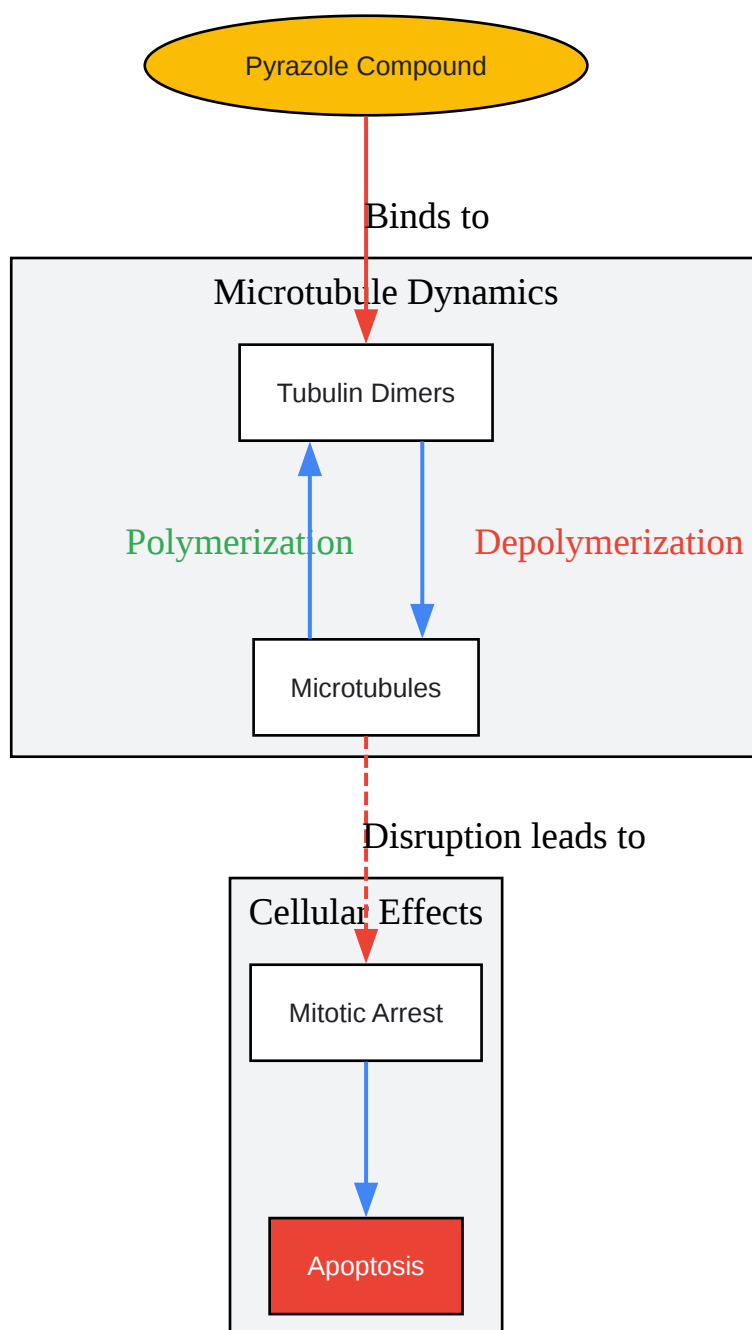 Pyrazole Compound
Binds to
Microtubule Dynamics
Tubulin Dimers
Polymerization
Depolymerization
Microtubules
Disruption leads to
Cellular Effects
Mitotic Arrest
Apoptosis